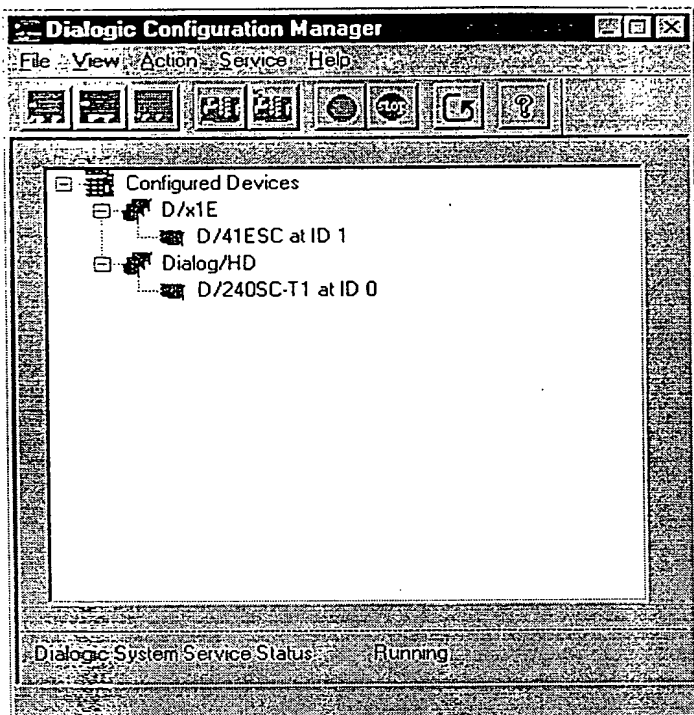 Dialogic Configuration Manager
File View Action Service Help
STOP
Configured Devices
D/x1E
D/41ESC at ID 1
Dialog/HD
D/240SC-T1 at ID 0
Dialogic System Service Status: Running